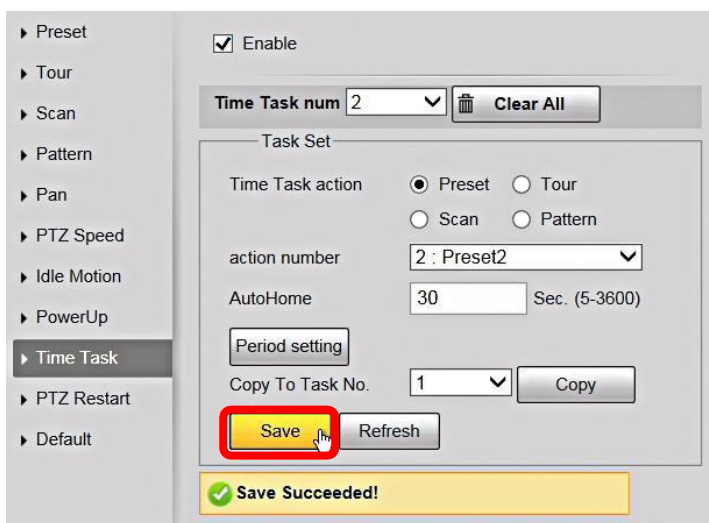 Preset
Tour
Scan
Pattern
Pan
PTZ Speed
Idle Motion
PowerUp
Time Task
PTZ Restart
Default
Enable
Time Task num 2 Clear All
Task Set
Time Task action Preset Tour
Scan Pattern
action number 2 : Preset2
AutoHome 30 Sec. (5-3600)
Period setting
Copy To Task No. 1 Copy
Save Refresh
Save Succeeded!